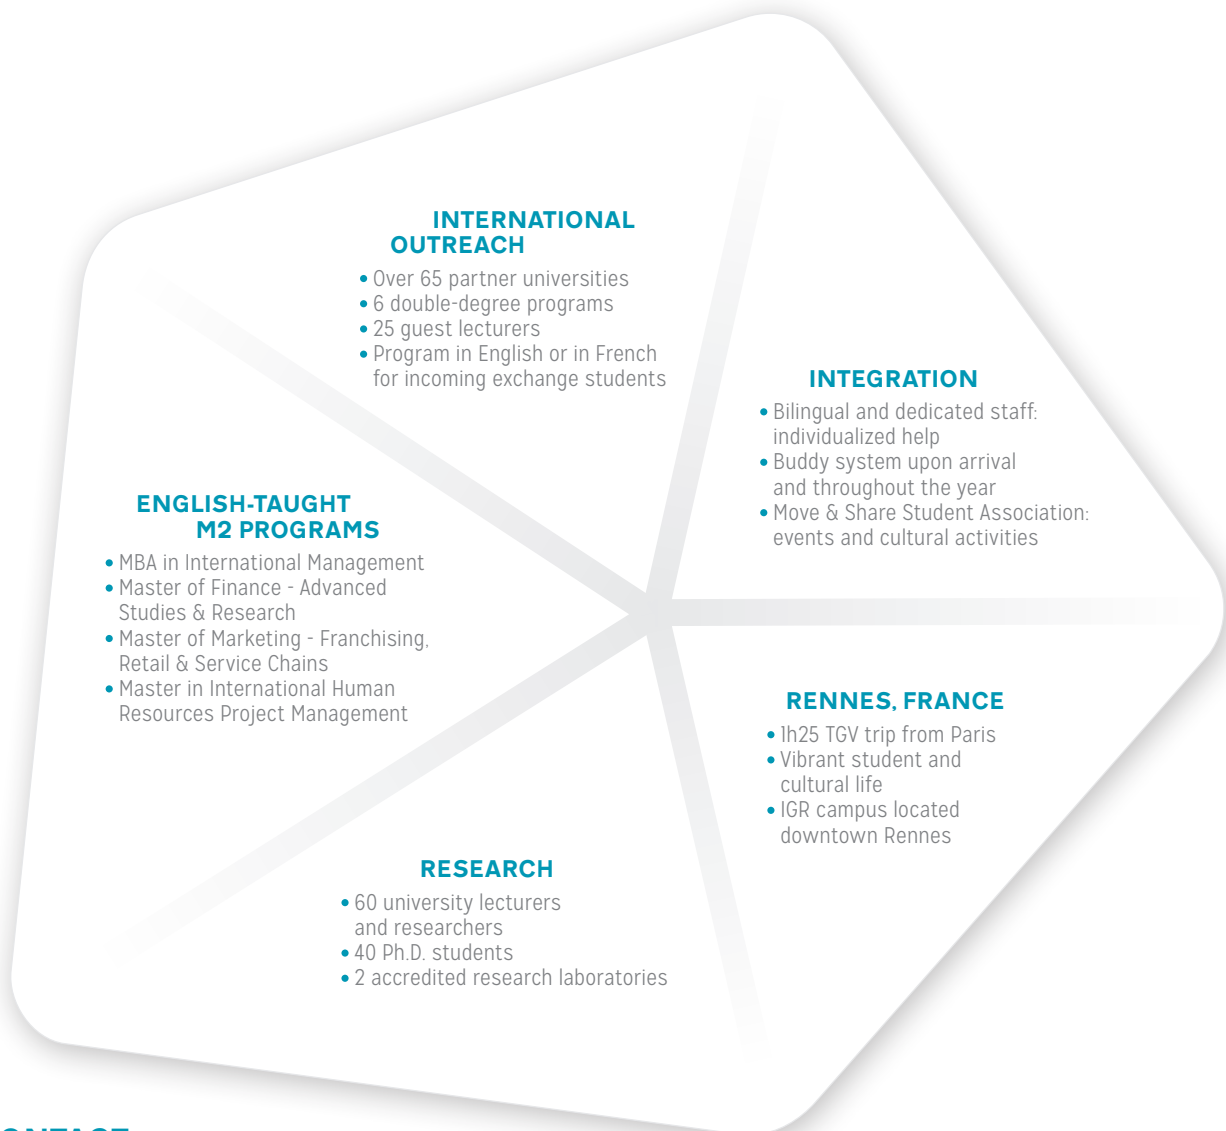 INTERNATIONAL
OUTREACH
• Over 65 partner universities
• 6 double-degree programs
• 25 guest lecturers
• Program in English or in French
for incoming exchange students
INTEGRATION
• Bilingual and dedicated staff:
individualized help
• Buddy system upon arrival
and throughout the year
• Move & Share Student Association:
events and cultural activities
ENGLISH-TAUGHT
M2 PROGRAMS
• MBA in International Management
• Master of Finance - Advanced
Studies & Research
• Master of Marketing - Franchising,
Retail & Service Chains
• Master in International Human
Resources Project Management
RENNES, FRANCE
• 1h25 TGV trip from Paris
• Vibrant student and
cultural life
• IGR campus located
downtown Rennes
RESEARCH
• 60 university lecturers
and researchers
• 40 Ph.D. students
• 2 accredited research laboratories